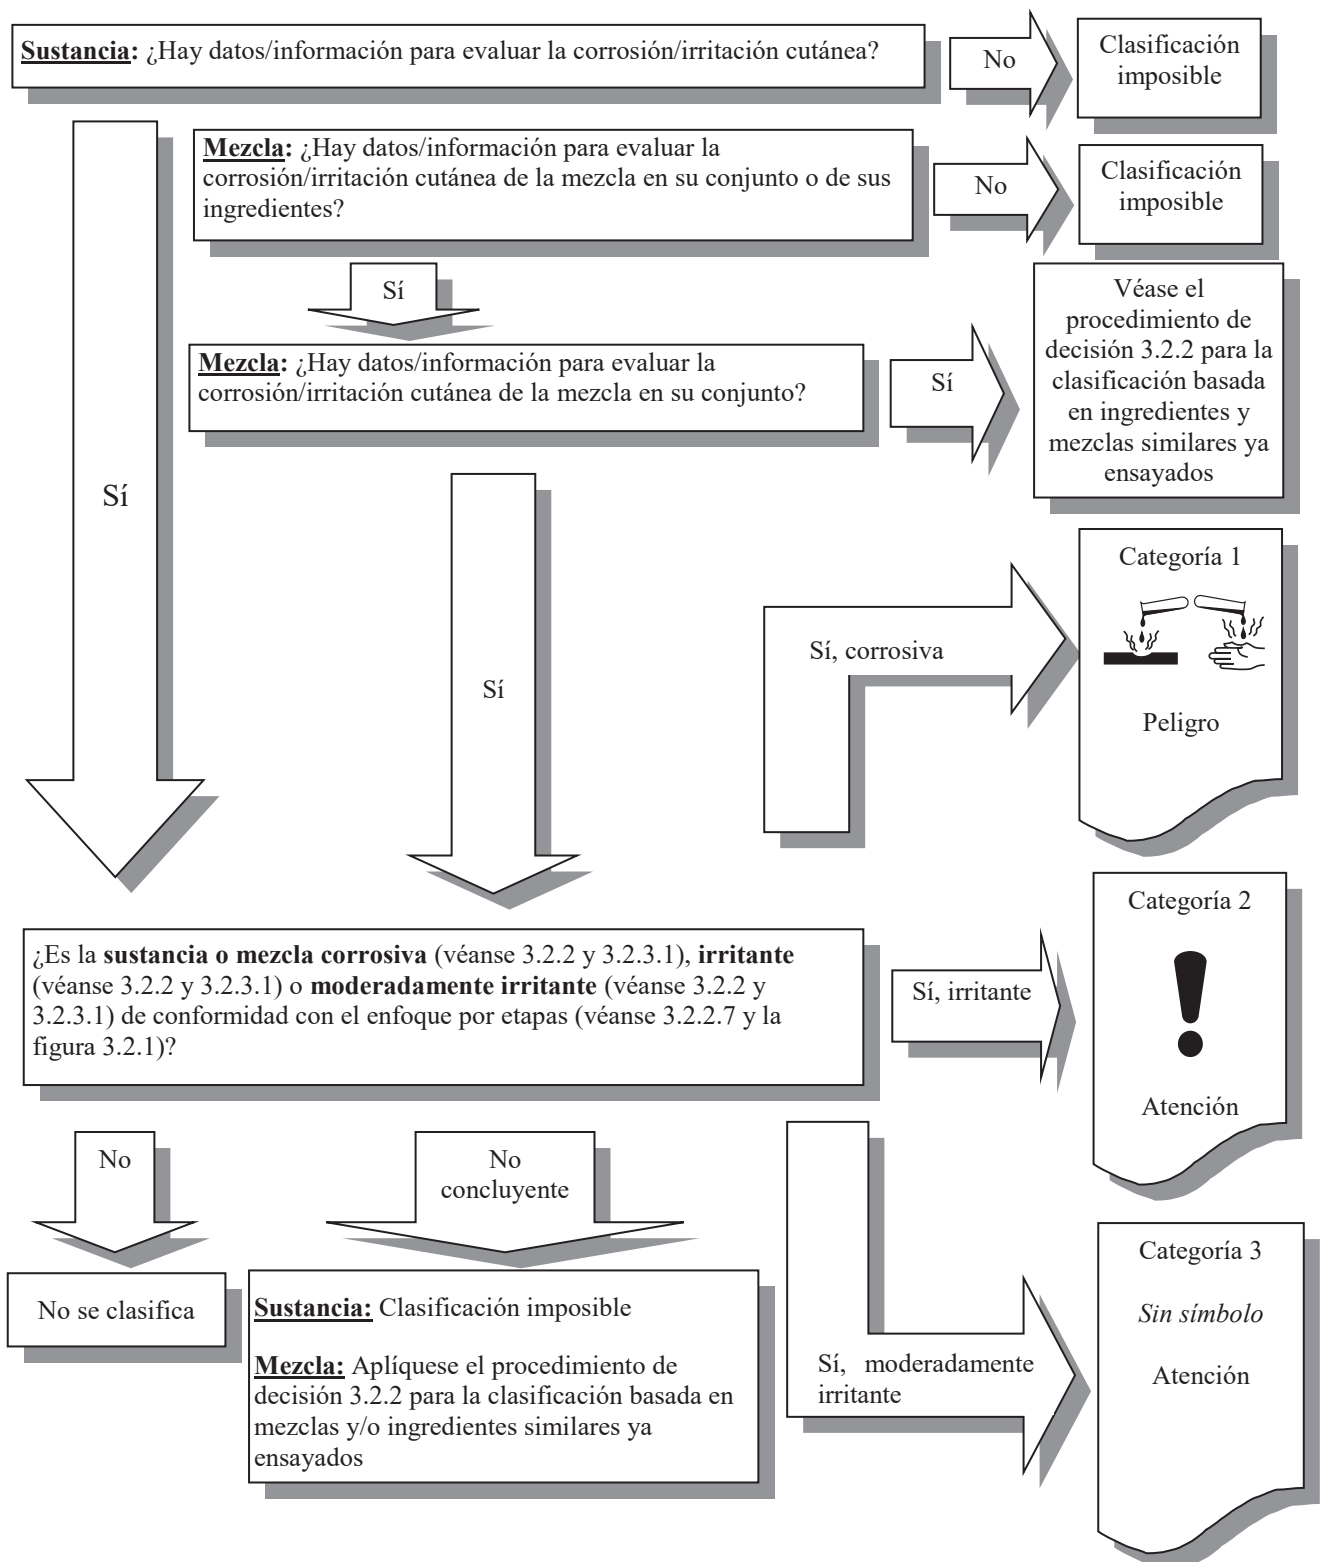 Sustancia: ¿Hay datos/información para evaluar la corrosión/irritación cutánea?
No
Clasificación
imposible
Mezcla: ¿Hay datos/información para evaluar la
corrosión/irritación cutánea de la mezcla en su conjunto o de sus
ingredientes?
No
Clasificación
imposible
Sí
Mezcla: ¿Hay datos/información para evaluar la
corrosión/irritación cutánea de la mezcla en su conjunto?
Sí
Véase el
procedimiento de
decisión 3.2.2 para la
clasificación basada
en ingredientes y
mezclas similares ya
ensayados
Sí
Sí
Sí, corrosiva
Categoría 1
Peligro
¿Es la sustancia o mezcla corrosiva (véanse 3.2.2 y 3.2.3.1), irritante
(véanse 3.2.2 y 3.2.3.1) o moderadamente irritante (véanse 3.2.2 y
3.2.3.1) de conformidad con el enfoque por etapas (véanse 3.2.2.7 y la
figura 3.2.1)?
Sí, irritante
Categoría 2
Atención
No
No
concluyente
No se clasifica
Sustancia: Clasificación imposible
Mezcla: Aplíquese el procedimiento de
decisión 3.2.2 para la clasificación basada en
mezclas y/o ingredientes similares ya
ensayados
Sí, moderadamente
irritante
Categoría 3
Sin símbolo
Atención